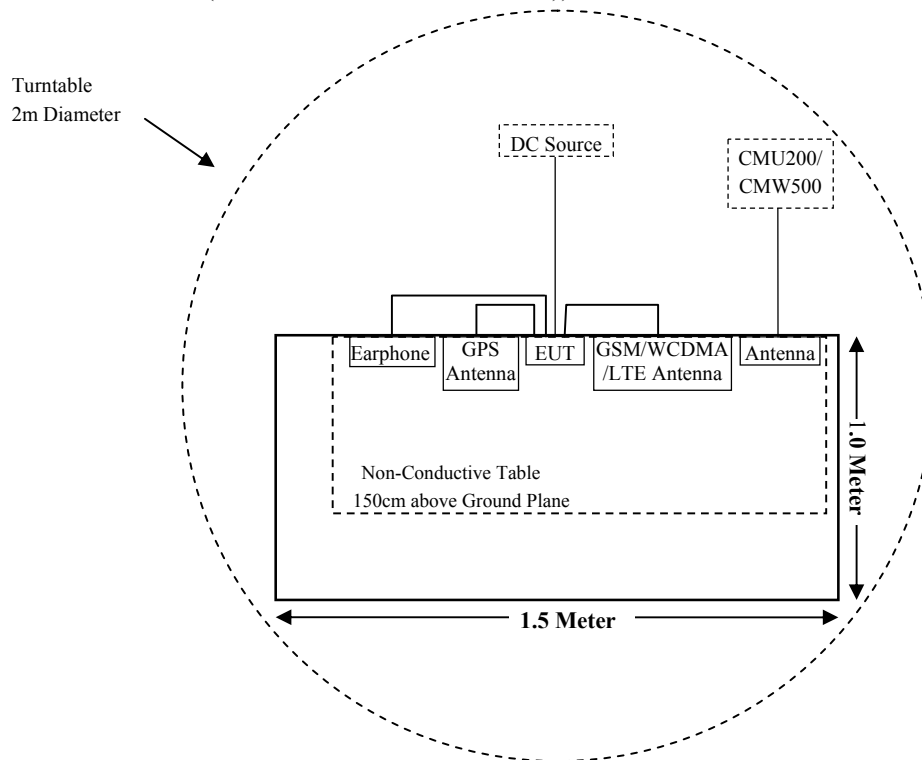 Turntable
2m Diameter
DC Source
CMU200/
CMW500
Earphone
GPS
Antenna
EUT
GSM/WCDMA
/LTE Antenna
Antenna
Non-Conductive Table
150cm above Ground Plane
1.0 Meter
1.5 Meter